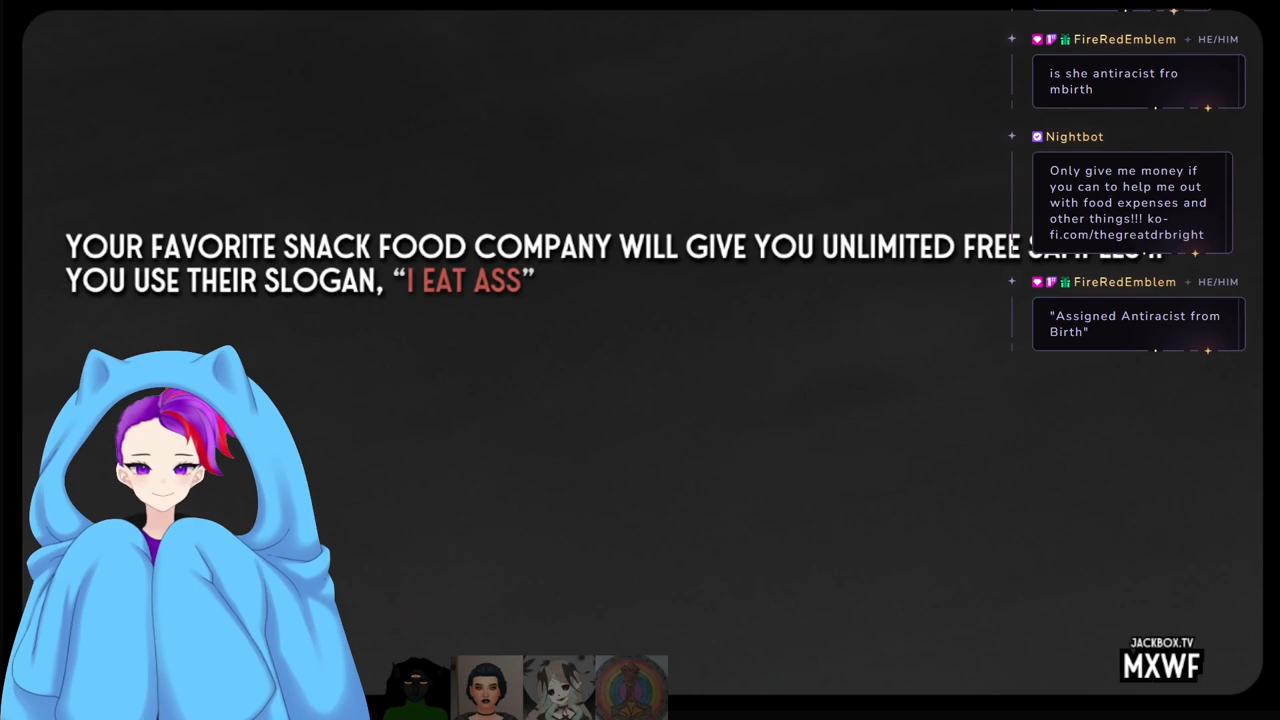 FireRedEmblem HE/HIM
is she antiracist fro
mbirth
Nightbot
Only give me money if
you can to help me out
with food expenses and
other things!!! ko-
fi.com/thegreatdrbright
YOUR FAVORITE SNACK FOOD COMPANY WILL GIVE YOU UNLIMITED FREE
YOU USE THEIR SLOGAN, “I EAT ASS”
FireRedEmblem HE/HIM
"Assigned Antiracist from
Birth"
JACKBOX.TV
MXWF